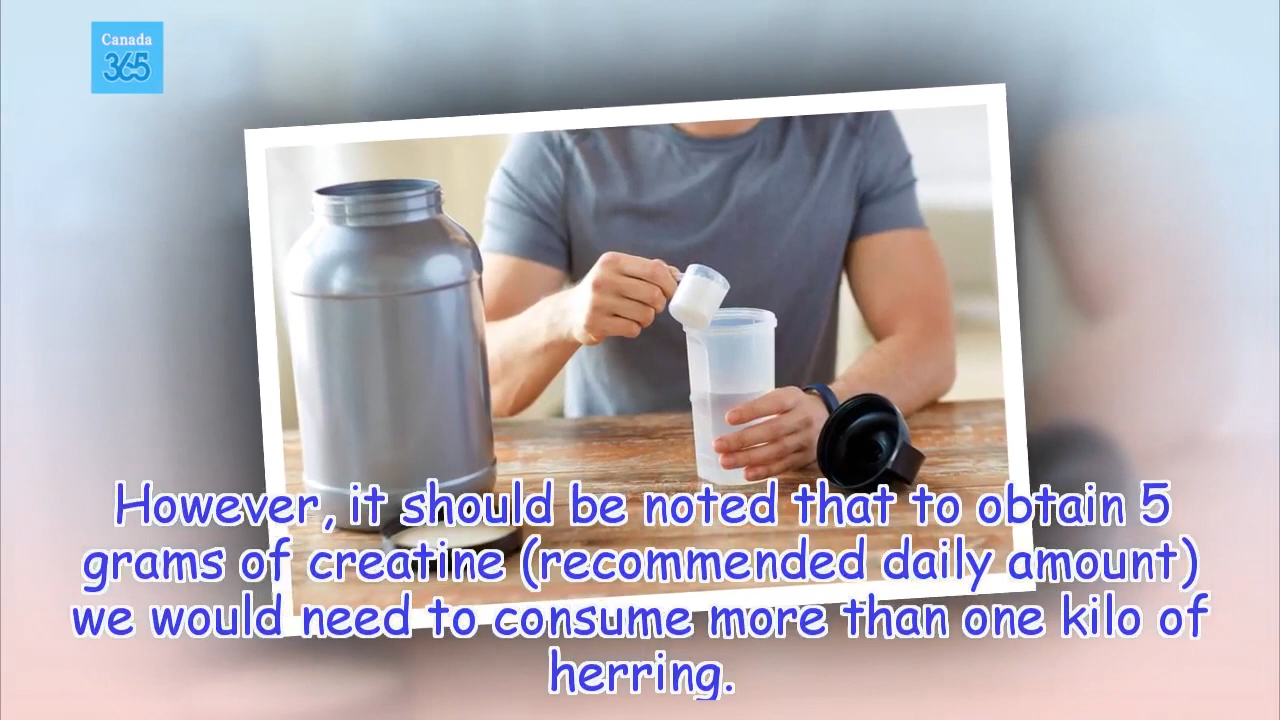 Canada
365
However, it should be noted that to obtain 5
grams of creatine (recommended daily amount)
we would need to consume more than one kilo of
herring.